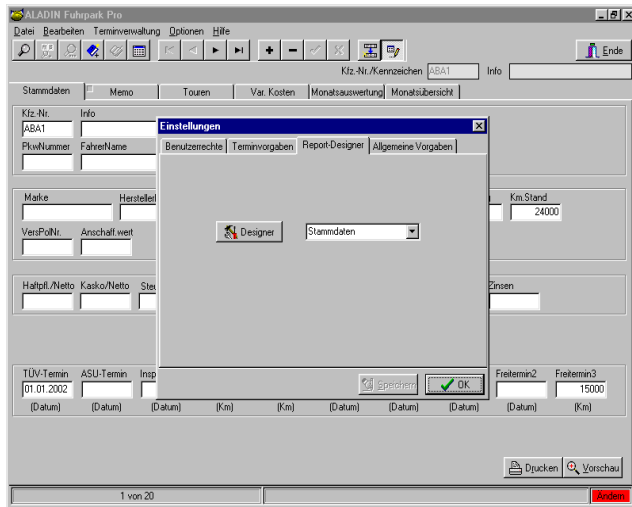 ALADIN Fuhrpark Pro
Datei Bearbeiten Terminverwaltung Optionen Hilfe
Ende
Kfz.-Nr./Kennzeichen ABA1 Info
Stammdaten Memo Touren Var. Kosten Monatsauswertung Monatsübersicht
Kfz.-Nr. Info
ABA1
Einstellungen
PkwNummer FahrerName
Benutzerrechte Terminvorgaben Report-Designer Allgemeine Vorgaben
Marke Km.Stand
24000
VersPolNr. Anschaff.wert
Designer Stammdaten
Haftpfl./Netto Kasko/Netto Zinsen
TÜV-Termin ASU-Termin Freitermin2 Freitermin3
Speichern OK
01.01.2002 15000
(Datum) (Datum) (Datum) (Km) (Km) (Datum) (Datum) (Datum) (Datum) (Km)
Drucken Vorschau
1 von 20 Ändern